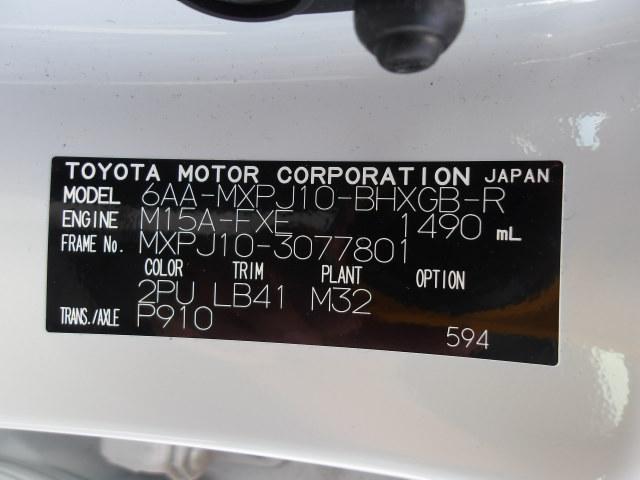 TOYOTA MOTOR CORPORATION JAPAN
MODEL 6AA-MXPJ10-BHXGB-R
ENGINE M15A-FXE 1490 mL
FRAME No. MXPJ10-3077801
COLOR TRIM PLANT OPTION
2PU LB41 M32
TRANS./AXLE P910
594